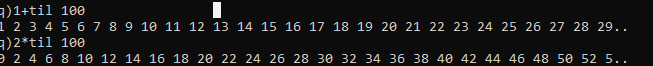 q)1+til 100
1 2 3 4 5 6 7 8 9 10 11 12 13 14 15 16 17 18 19 20 21 22 23 24 25 26 27 28 29..
q)2*til 100
0 2 4 6 8 10 12 14 16 18 20 22 24 26 28 30 32 34 36 38 40 42 44 46 48 50 52 5..